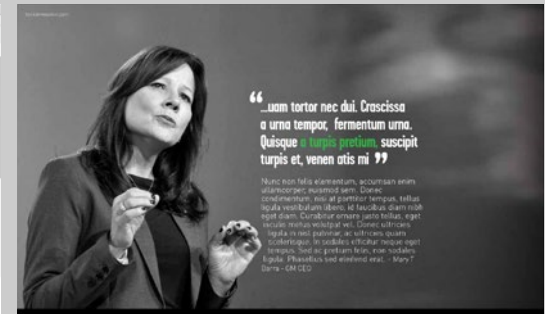 “ ...uam tortor nec dui. Crascissa
a urna tempor, fermentum urna.
Quisque a turpis pretium, suscipit
turpis et, venen atis mi ”
Nunc non felis elementum, accumsan enim
ullamcorper, euismod sem. Donec
condimentum, nisi at porttitor tempus, tellus
ligula vestibulum libero, id faucibus diam nibh
eget diam. Curabitur ornare justo tellus, eget
iaculis metus volutpat vel. Donec ultricies
ligula in nisl pulvinar, ac ultricies quam
scelerisque. In sodales efficitur neque eget
tempus. Sed ac pretium felis, non sodales
ligula. Phasellus sed eleifend erat. - Mary T
Barra - GM CEO